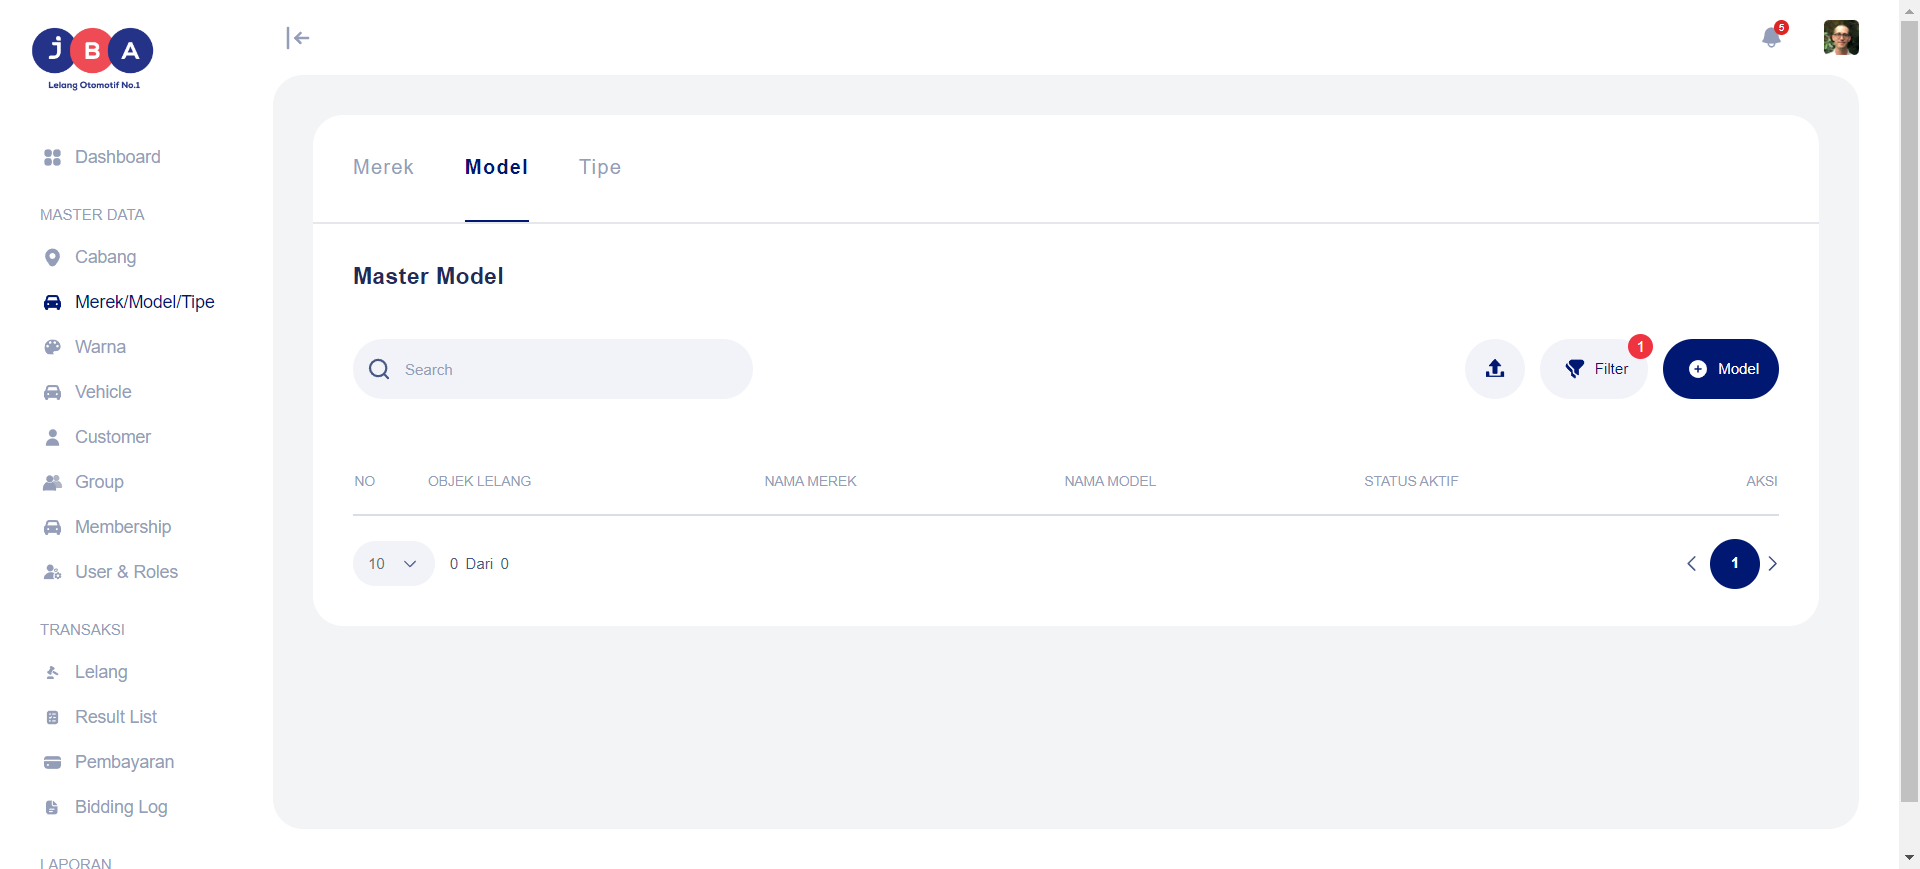 JBA
Lelang Otomotif No.1
5
Dashboard
MASTER DATA
Cabang
Merek/Model/Tipe
Warna
Vehicle
Customer
Group
Membership
User & Roles
TRANSAKSI
Lelang
Result List
Pembayaran
Bidding Log
LAPORAN
Merek Model Tipe
Master Model
Search
1
Filter
Model
NO OBJEK LELANG NAMA MEREK NAMA MODEL STATUS AKTIF AKSI
10 0 Dari 0 1